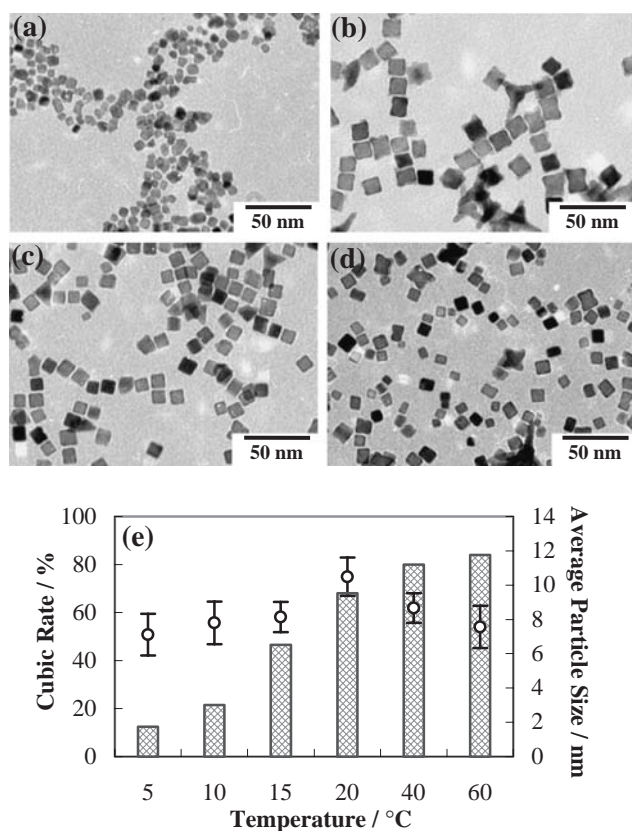 (a)
50 nm
(b)
50 nm
(c)
50 nm
(d)
50 nm
(e)
Cubic Rate / %
100
80
60
40
20
0
Average Particle Size / nm
14
12
10
8
6
4
2
0
5 10 15 20 40 60
Temperature / °C